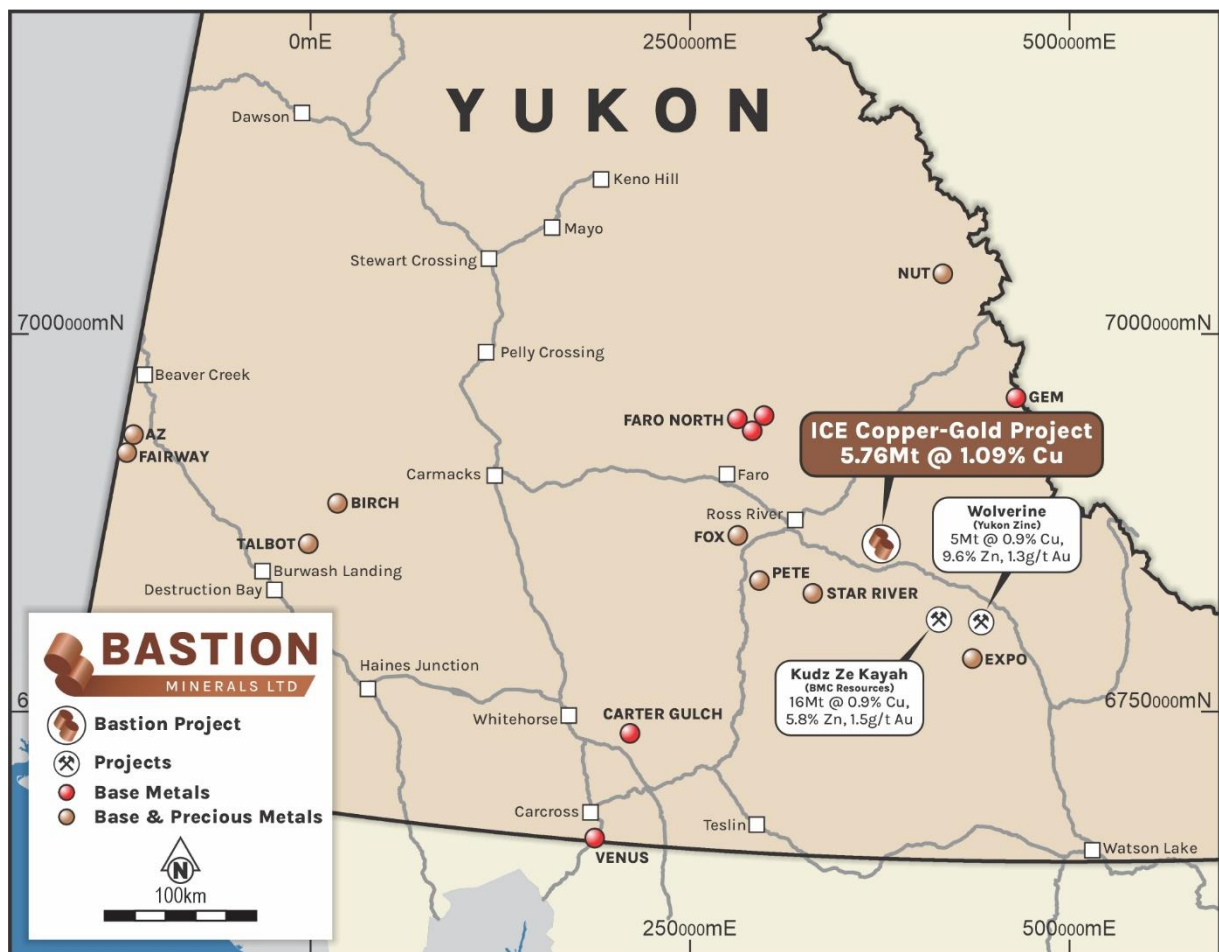 0mE
250000mE
500000mE
YUKON
Dawson
Keno Hill
Mayo
Stewart Crossing
NUT
7000000mN
7000000mN
Pelly Crossing
Beaver Creek
GEM
FARO NORTH
AZ
FAIRWAY
ICE Copper-Gold Project
5.76Mt @ 1.09% Cu
Carmacks
Faro
BIRCH
Ross River
Wolverine
(Yukon Zinc)
5Mt @ 0.9% Cu,
9.6% Zn, 1.3g/t Au
FOX
TALBOT
Burwash Landing
Destruction Bay
PETE
STAR RIVER
EXPO
Kudz Ze Kayah
(BMC Resources)
16Mt @ 0.9% Cu,
5.8% Zn, 1.5g/t Au
Haines Junction
Whitehorse
CARTER GULCH
6
6750000mN
Carcross
Teslin
VENUS
Watson Lake
250000mE
500000mE
BASTION
MINERALS LTD
Bastion Project
Projects
Base Metals
Base & Precious Metals
N
100km